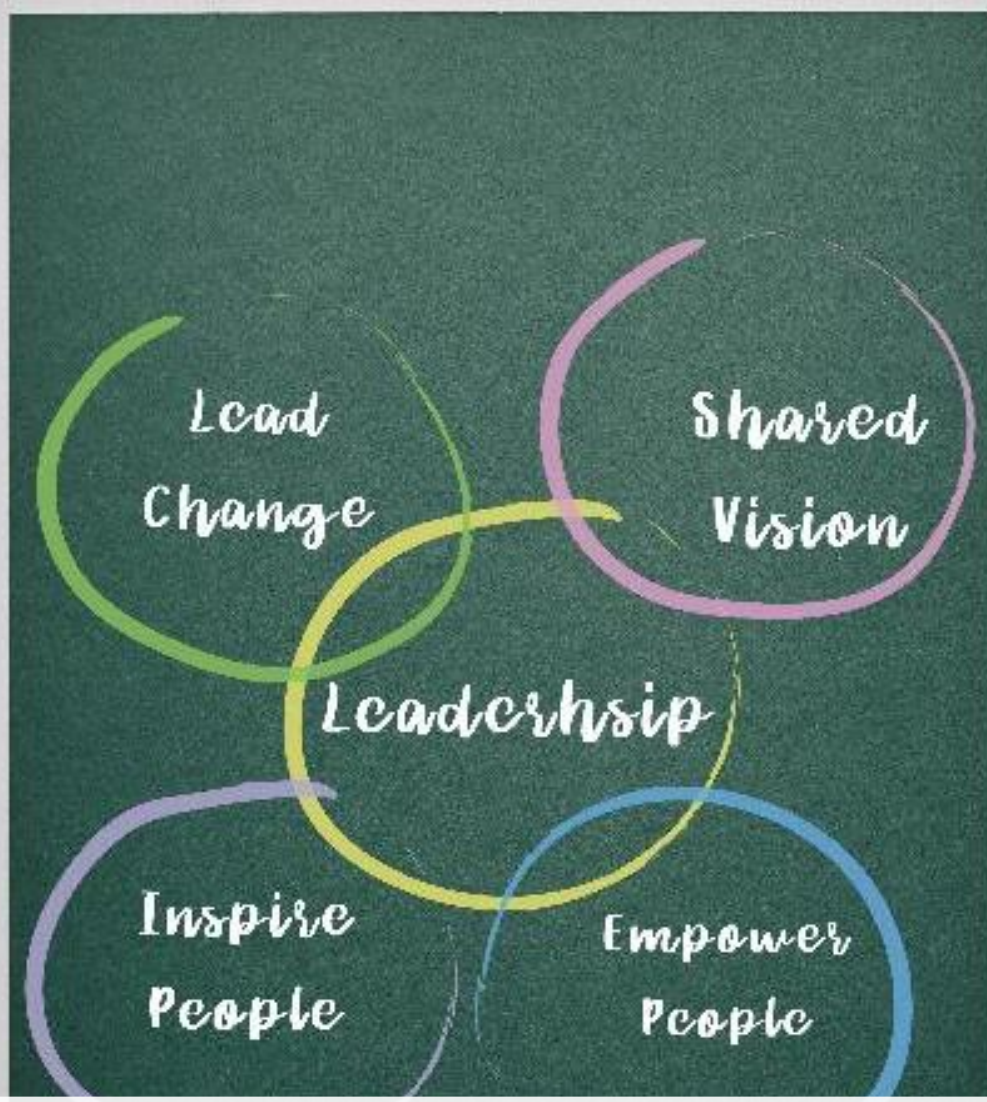 Lead
Change
Shared
Vision
Leaderhsip
Inspire
People
Empower
People